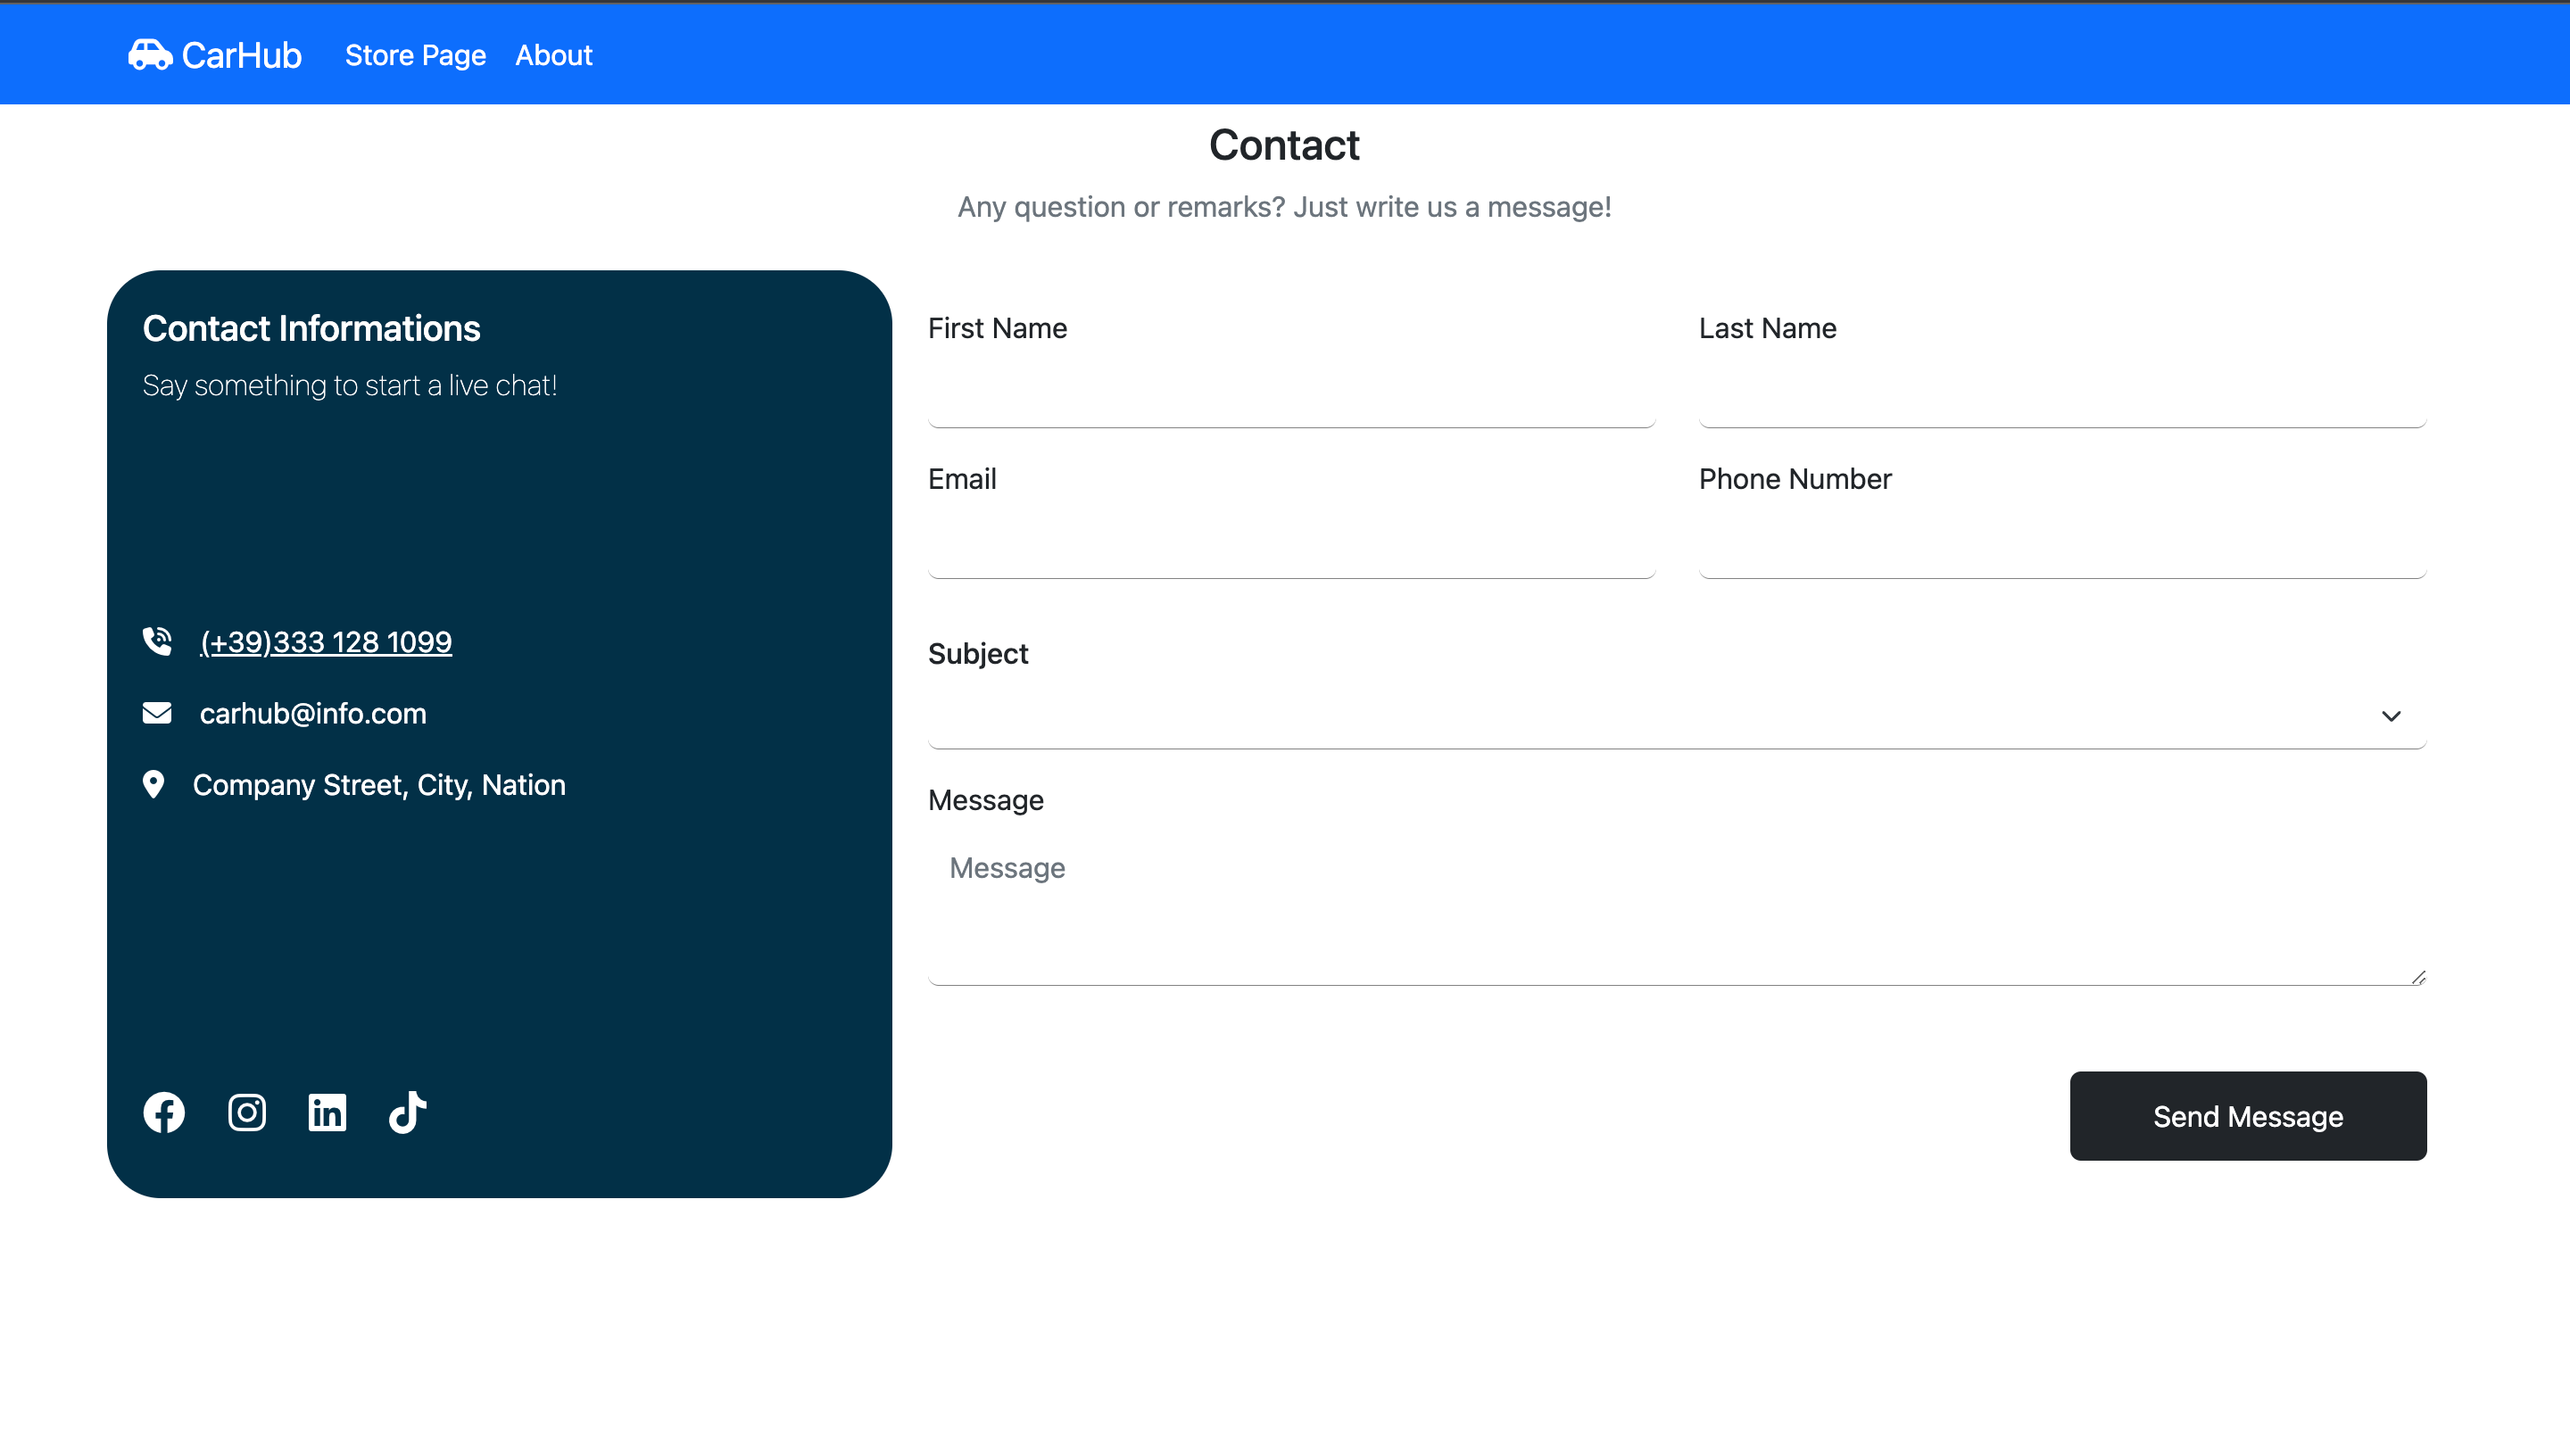 CarHub Store Page About
Contact
Any question or remarks? Just write us a message!
Contact Informations
Say something to start a live chat!
(+39)333 128 1099
carhub@info.com
Company Street, City, Nation
First Name
Last Name
Email
Phone Number
Subject
Message
Message
Send Message